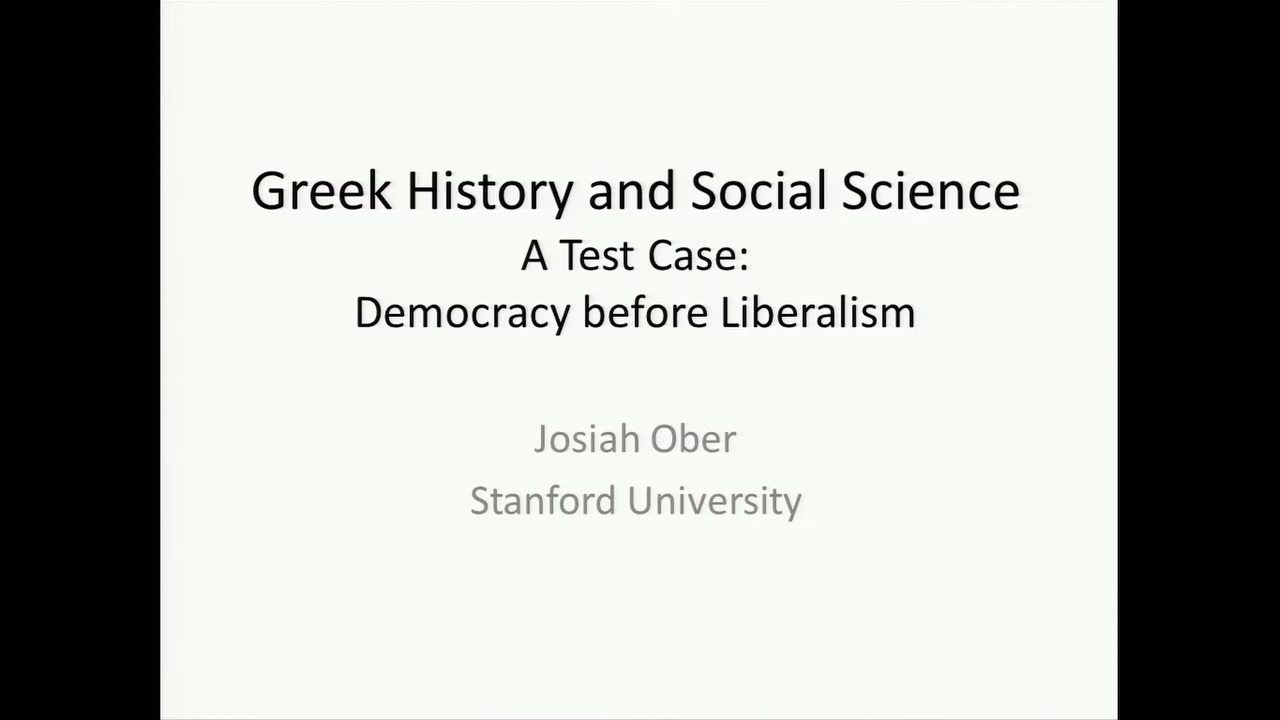 Greek History and Social Science
A Test Case:
Democracy before Liberalism
Josiah Ober
Stanford University